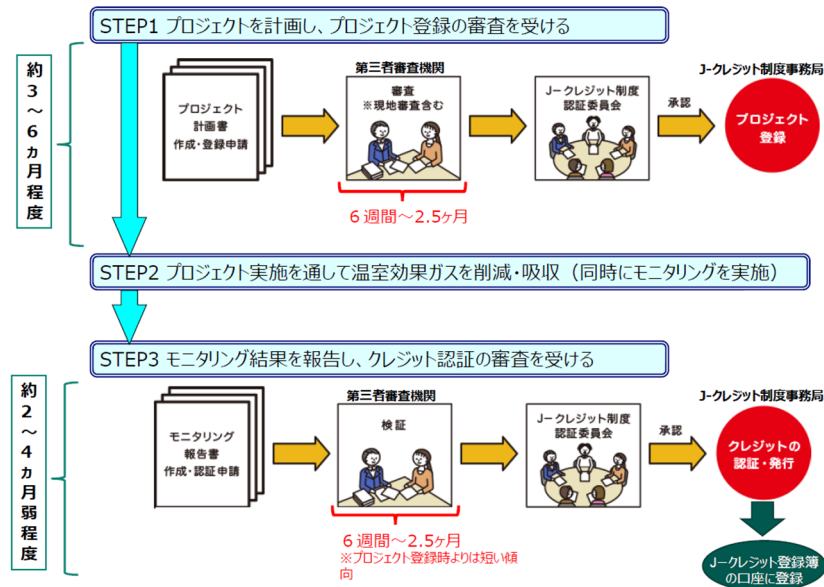 STEP1 プロジェクトを計画し、プロジェクト登録の審査を受ける
約3～6ヵ月程度
プロジェクト
計画書
作成・登録申請
第三者審査機関
審査
※現地審査含む
6週間～2.5ヶ月
J-クレジット制度
認証委員会
承認
J-クレジット制度事務局
プロジェクト
登録
STEP2 プロジェクト実施を通して温室効果ガスを削減・吸収（同時にモニタリングを実施）
STEP3 モニタリング結果を報告し、クレジット認証の審査を受ける
約2～4ヵ月弱程度
モニタリング
報告書
作成・認証申請
第三者審査機関
検証
6週間～2.5ヶ月
※プロジェクト登録時よりは短い傾
向
J-クレジット制度
認証委員会
承認
J-クレジット制度事務局
クレジットの
認証・発行
J-クレジット登録簿
の口座に登録